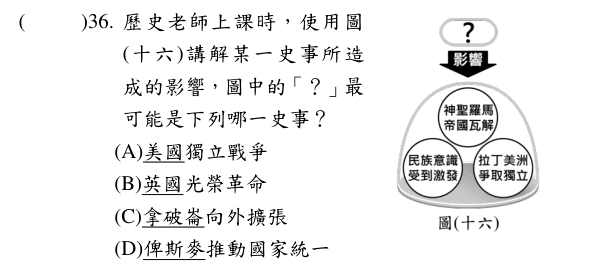 (　　)36. 歷史老師上課時，使用圖
(十六)講解某一史事所造
成的影響，圖中的「？」最
可能是下列哪一史事？
(A)美國獨立戰爭
(B)英國光榮革命
(C)拿破崙向外擴張
(D)俾斯麥推動國家統一
？
影響
神聖羅馬
帝國瓦解
民族意識
受到激發
拉丁美洲
爭取獨立
圖(十六)